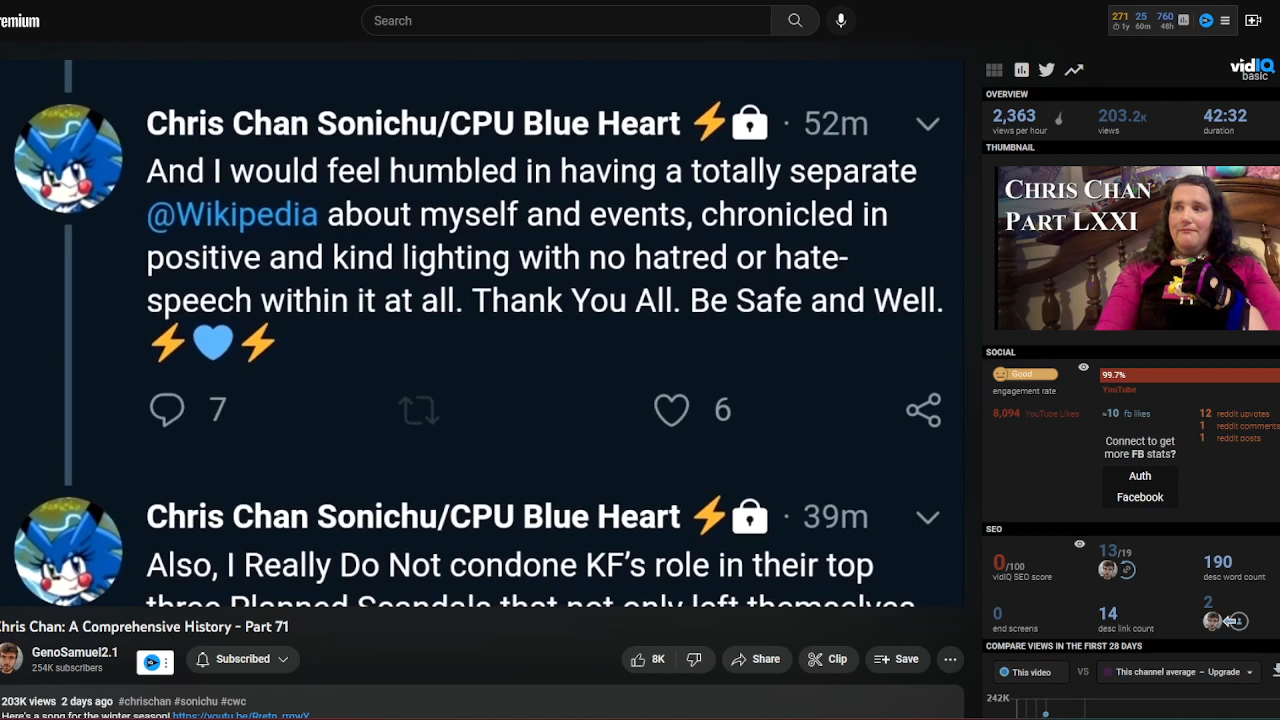 remium
Search
271 25 760
1y 60m 48h
Chris Chan Sonichu/CPU Blue Heart ⚡ · 52m
And I would feel humbled in having a totally separate
@Wikipedia about myself and events, chronicled in
positive and kind lighting with no hatred or hate-
speech within it at all. Thank You All. Be Safe and Well.
⚡💙⚡
7 6
Chris Chan Sonichu/CPU Blue Heart ⚡ · 39m
Also, I Really Do Not condone KF's role in their top
three Planned Scandals that not only left themselves
Chris Chan: A Comprehensive History - Part 71
GenoSamuel2.1
254K subscribers
Subscribed
8K
Share
Clip
Save
203K views 2 days ago #chrischan #sonichu #cwc
Here's a song for the winter season!
vidIQ
basic
OVERVIEW
2,363 203.2K 42:32
views per hour views duration
THUMBNAIL
CHRIS CHAN
PART LXXI
SOCIAL
Good
99.7%
engagement rate
YouTube
8,094 YouTube Likes
≈10 fb likes
12 reddit upvotes
1 reddit comments
1 reddit posts
Connect to get
more FB stats?
Auth
Facebook
SEO
0/100
vidIQ SEO score
13/19
190
desc word count
0
end screens
14
desc link count
2
COMPARE VIEWS IN THE FIRST 28 DAYS
This video VS This channel average - Upgrade
242K